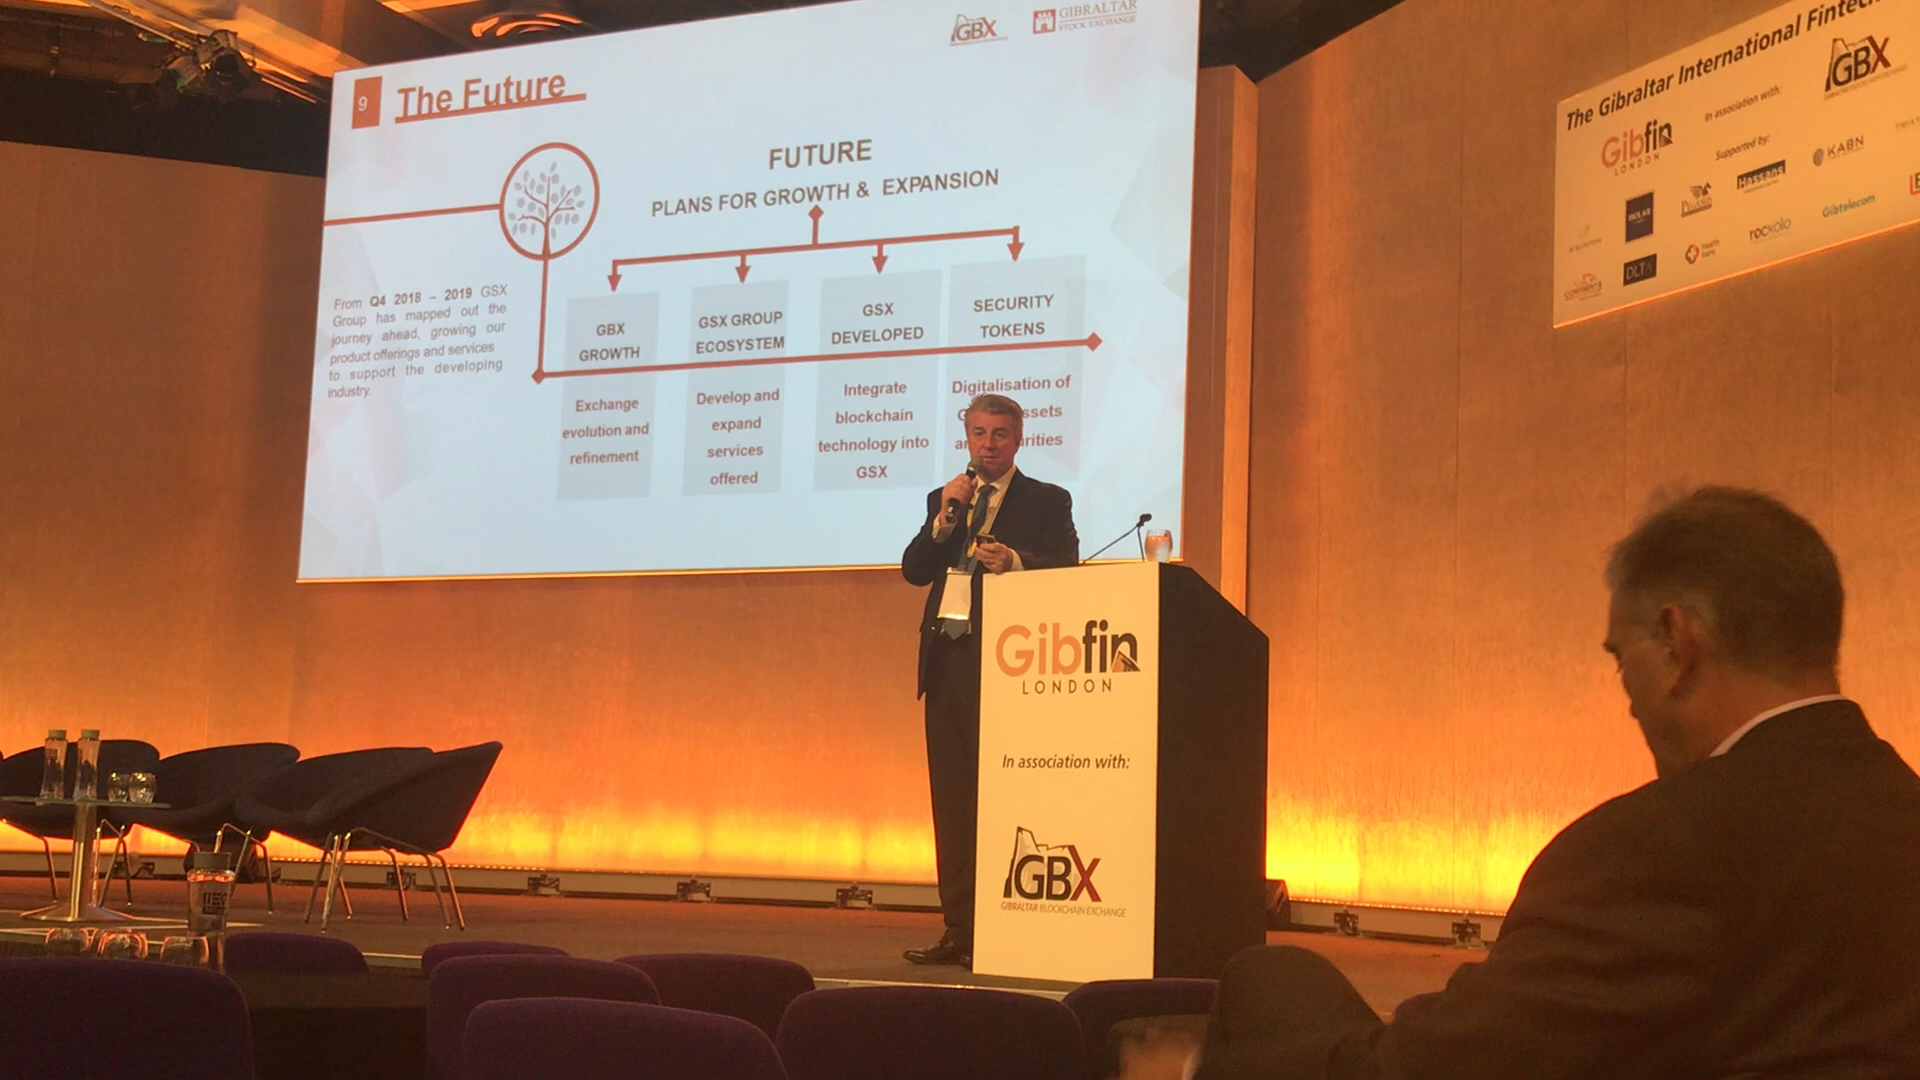 9
The Future
GBX
GIBRALTAR
STOCK EXCHANGE
FUTURE
PLANS FOR GROWTH & EXPANSION
From Q4 2018 – 2019 GSX
Group has mapped out the
journey ahead, growing our
product offerings and services
to support the developing
industry.
GBX
GROWTH
GSX GROUP
ECOSYSTEM
GSX
DEVELOPED
SECURITY
TOKENS
Exchange
evolution and
refinement
Develop and
expand
services
offered
Integrate
blockchain
technology into
GSX
Digitalisation of
The Gibraltar International Fintech
In association with:
GBX
Gibfin
LONDON
Supported by:
Hassans
KABN
PEGASUS
Gibtelecom
rocxolo
DLT
Gibfin
LONDON
In association with:
GBX
GIBRALTAR BLOCKCHAIN EXCHANGE